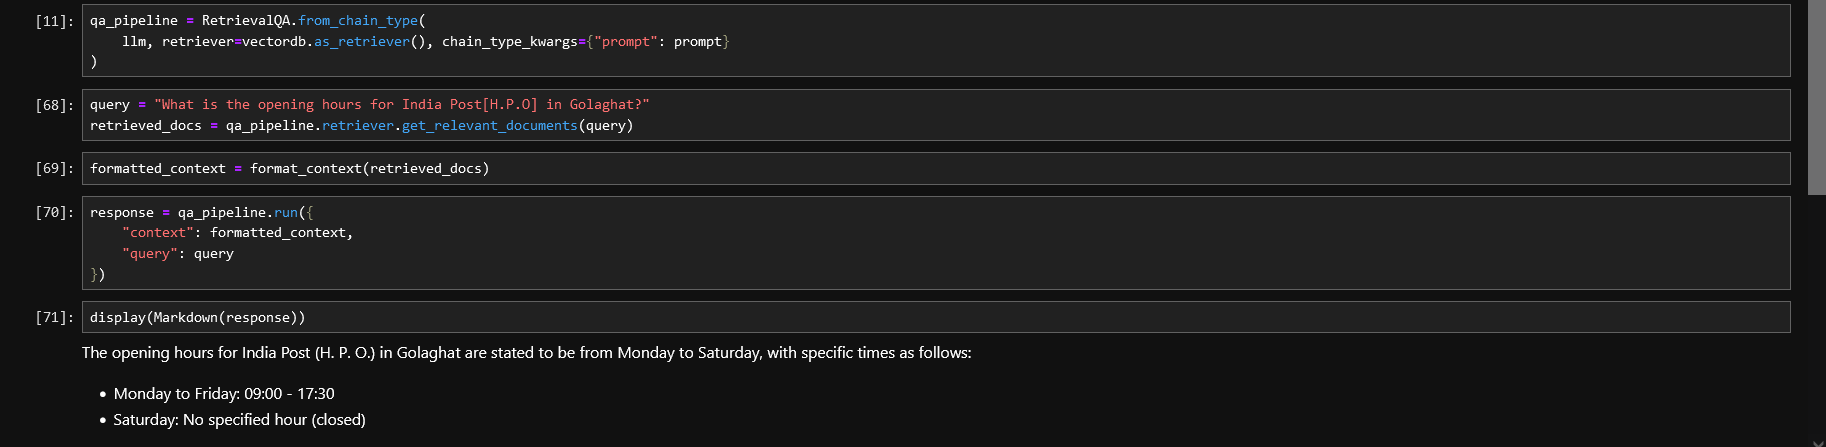 [11]: qa_pipeline = RetrievalQA.from_chain_type(
    llm, retriever=vectordb.as_retriever(), chain_type_kwargs={"prompt": prompt}
)
[68]: query = "What is the opening hours for India Post[H.P.O] in Golaghat?"
retrieved_docs = qa_pipeline.retriever.get_relevant_documents(query)
[69]: formatted_context = format_context(retrieved_docs)
[70]: response = qa_pipeline.run({
    "context": formatted_context,
    "query": query
})
[71]: display(Markdown(response))
The opening hours for India Post (H. P. O.) in Golaghat are stated to be from Monday to Saturday, with specific times as follows:
• Monday to Friday: 09:00 - 17:30
• Saturday: No specified hour (closed)